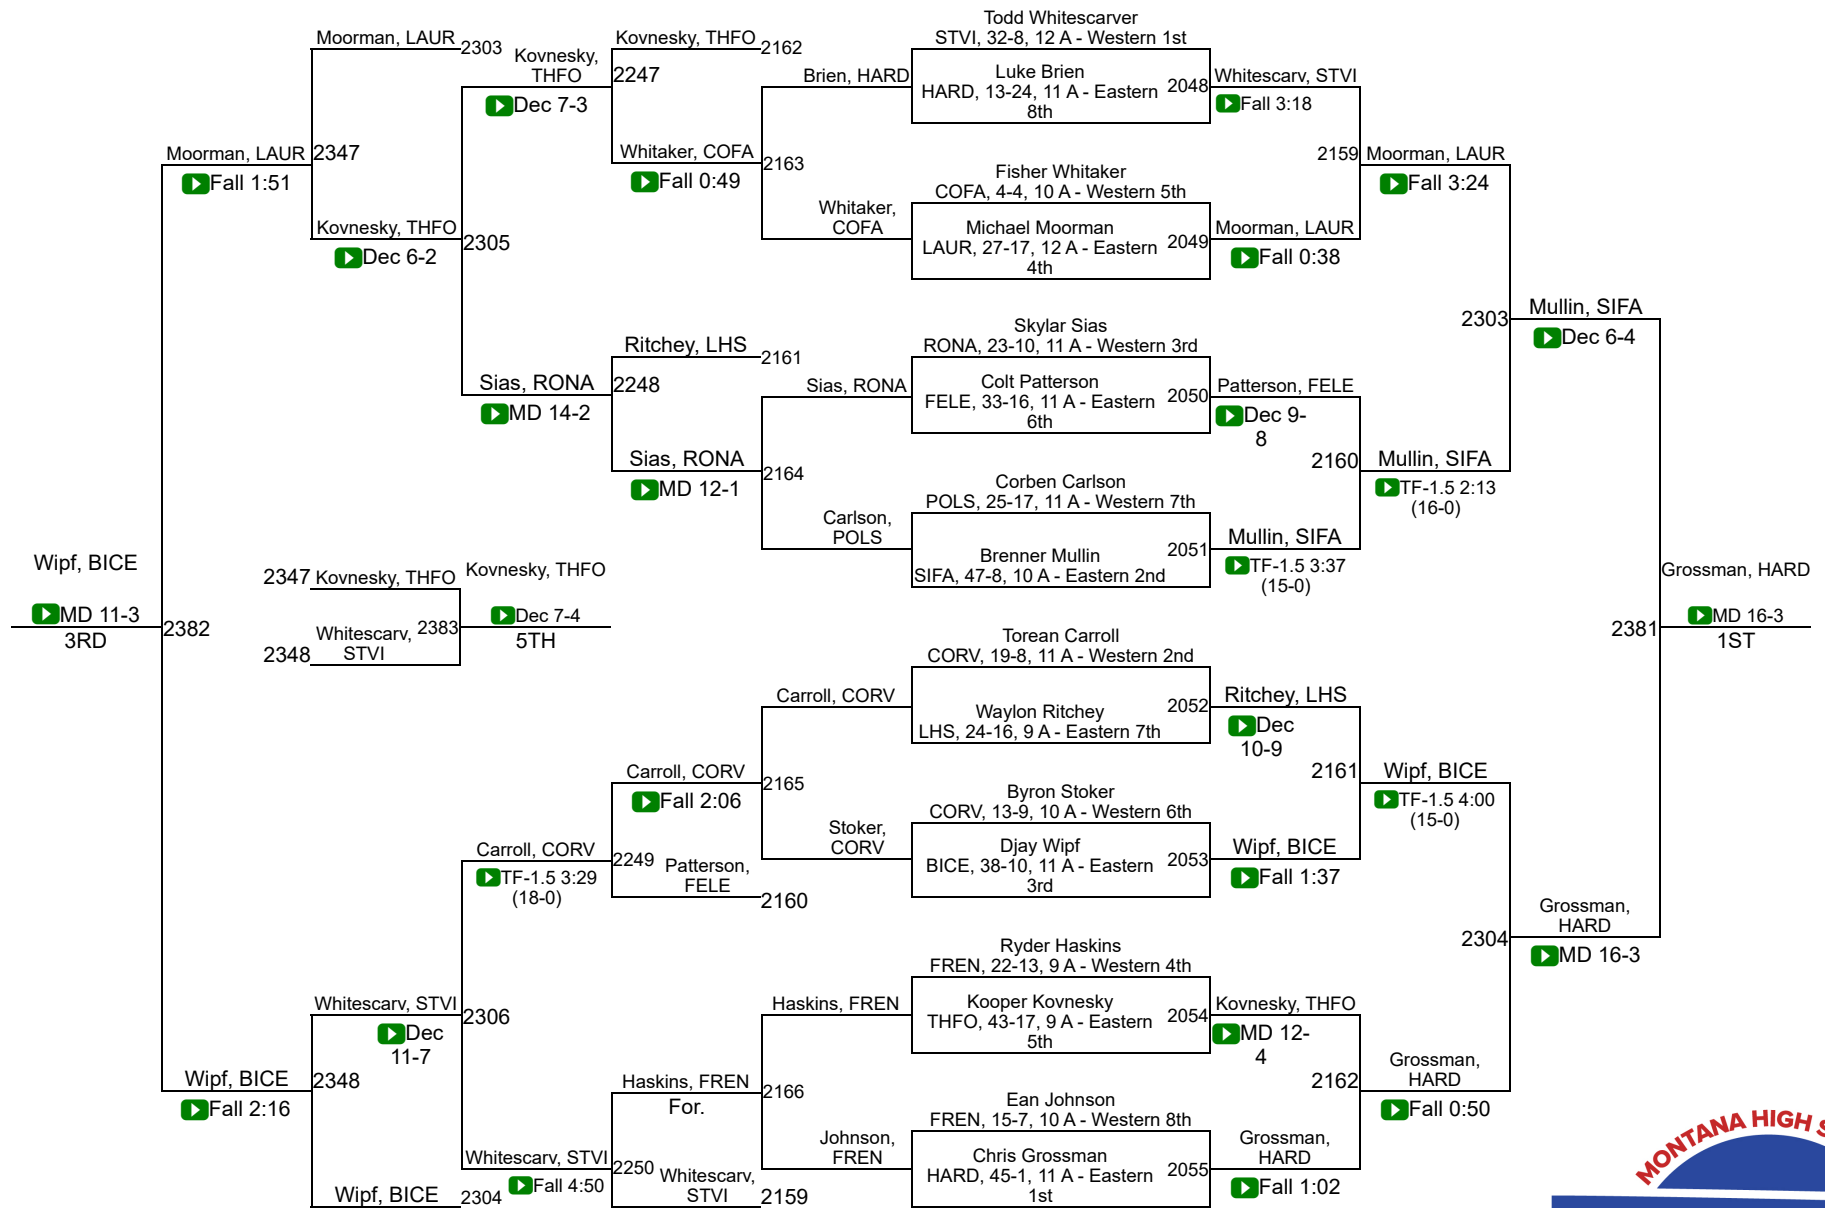 Moorman, LAUR
2303
Kovnesky,
THFO
Dec 7-3
Kovnesky, THFO
2162
2247
Brien, HARD
Whitaker, COFA
Fall 0:49
2163
Whitaker,
COFA
Moorman, LAUR
Fall 1:51
2347
Kovnesky, THFO
Dec 6-2
2305
Ritchey, LHS
2161
Sias, RONA
MD 14-2
2248
Sias, RONA
Sias, RONA
MD 12-1
2164
Carlson,
POLS
Wipf, BICE
MD 11-3
3RD
2382
2347
Kovnesky, THFO
Whitescarv,
STVI
2348
2383
Kovnesky, THFO
Dec 7-4
5TH
Carroll, CORV
Carroll, CORV
Fall 2:06
2165
Stoker,
CORV
Carroll, CORV
TF-1.5 3:29
(18-0)
2249
Patterson,
FELE
2160
Whitescarv, STVI
Dec
11-7
2306
Haskins, FREN
Haskins, FREN
For.
2166
Johnson,
FREN
Wipf, BICE
Fall 2:16
2348
Whitescarv, STVI
Fall 4:50
2250
Whitescarv,
STVI
2159
Wipf, BICE
2304
Todd Whitescarver
STVI, 32-8, 12 A - Western 1st
Luke Brien
HARD, 13-24, 11 A - Eastern
8th
2048
Whitescarv, STVI
Fall 3:18
Fisher Whitaker
COFA, 4-4, 10 A - Western 5th
Michael Moorman
LAUR, 27-17, 12 A - Eastern
4th
2049
Moorman, LAUR
Fall 0:38
2159
Moorman, LAUR
Fall 3:24
Skylar Sias
RONA, 23-10, 11 A - Western 3rd
Colt Patterson
FELE, 33-16, 11 A - Eastern
6th
2050
Patterson, FELE
Dec 9-
8
Corben Carlson
POLS, 25-17, 11 A - Western 7th
Brenner Mullin
SIFA, 47-8, 10 A - Eastern 2nd
2051
Mullin, SIFA
TF-1.5 3:37
(15-0)
2160
Mullin, SIFA
TF-1.5 2:13
(16-0)
2303
Mullin, SIFA
Dec 6-4
Torean Carroll
CORV, 19-8, 11 A - Western 2nd
Waylon Ritchey
LHS, 24-16, 9 A - Eastern 7th
2052
Ritchey, LHS
Dec
10-9
Byron Stoker
CORV, 13-9, 10 A - Western 6th
Djay Wipf
BICE, 38-10, 11 A - Eastern
3rd
2053
Wipf, BICE
Fall 1:37
2161
Wipf, BICE
TF-1.5 4:00
(15-0)
Ryder Haskins
FREN, 22-13, 9 A - Western 4th
Kooper Kovnesky
THFO, 43-17, 9 A - Eastern
5th
2054
Kovnesky, THFO
MD 12-
4
Ean Johnson
FREN, 15-7, 10 A - Western 8th
Chris Grossman
HARD, 45-1, 11 A - Eastern
1st
2055
Grossman,
HARD
Fall 1:02
2162
Grossman,
HARD
Fall 0:50
2304
Grossman,
HARD
MD 16-3
2381
Grossman, HARD
MD 16-3
1ST
MONTANA HIGH S